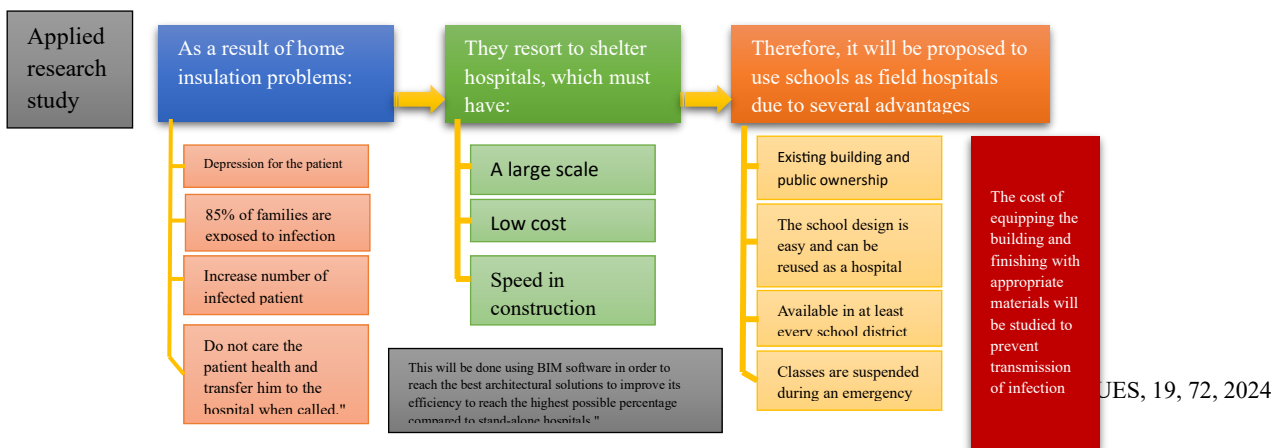 Applied
research
study
As a result of home
insulation problems:
Depression for the patient
85% of families are
exposed to infection
Increase number of
infected patient
Do not care the
patient health and
transfer him to the
hospital when called."
They resort to shelter
hospitals, which must
have:
A large scale
Low cost
Speed in
construction
This will be done using BIM software in order to
reach the best architectural solutions to improve its
efficiency to reach the highest possible percentage
compared to stand-alone hospitals."
Therefore, it will be proposed to
use schools as field hospitals
due to several advantages
Existing building and
public ownership
The school design is
easy and can be
reused as a hospital
Available in at least
every school district
Classes are suspended
during an emergency
The cost of
equipping the
building and
finishing with
appropriate
materials will
be studied to
prevent
transmission
of infection
UES, 19, 72, 2024